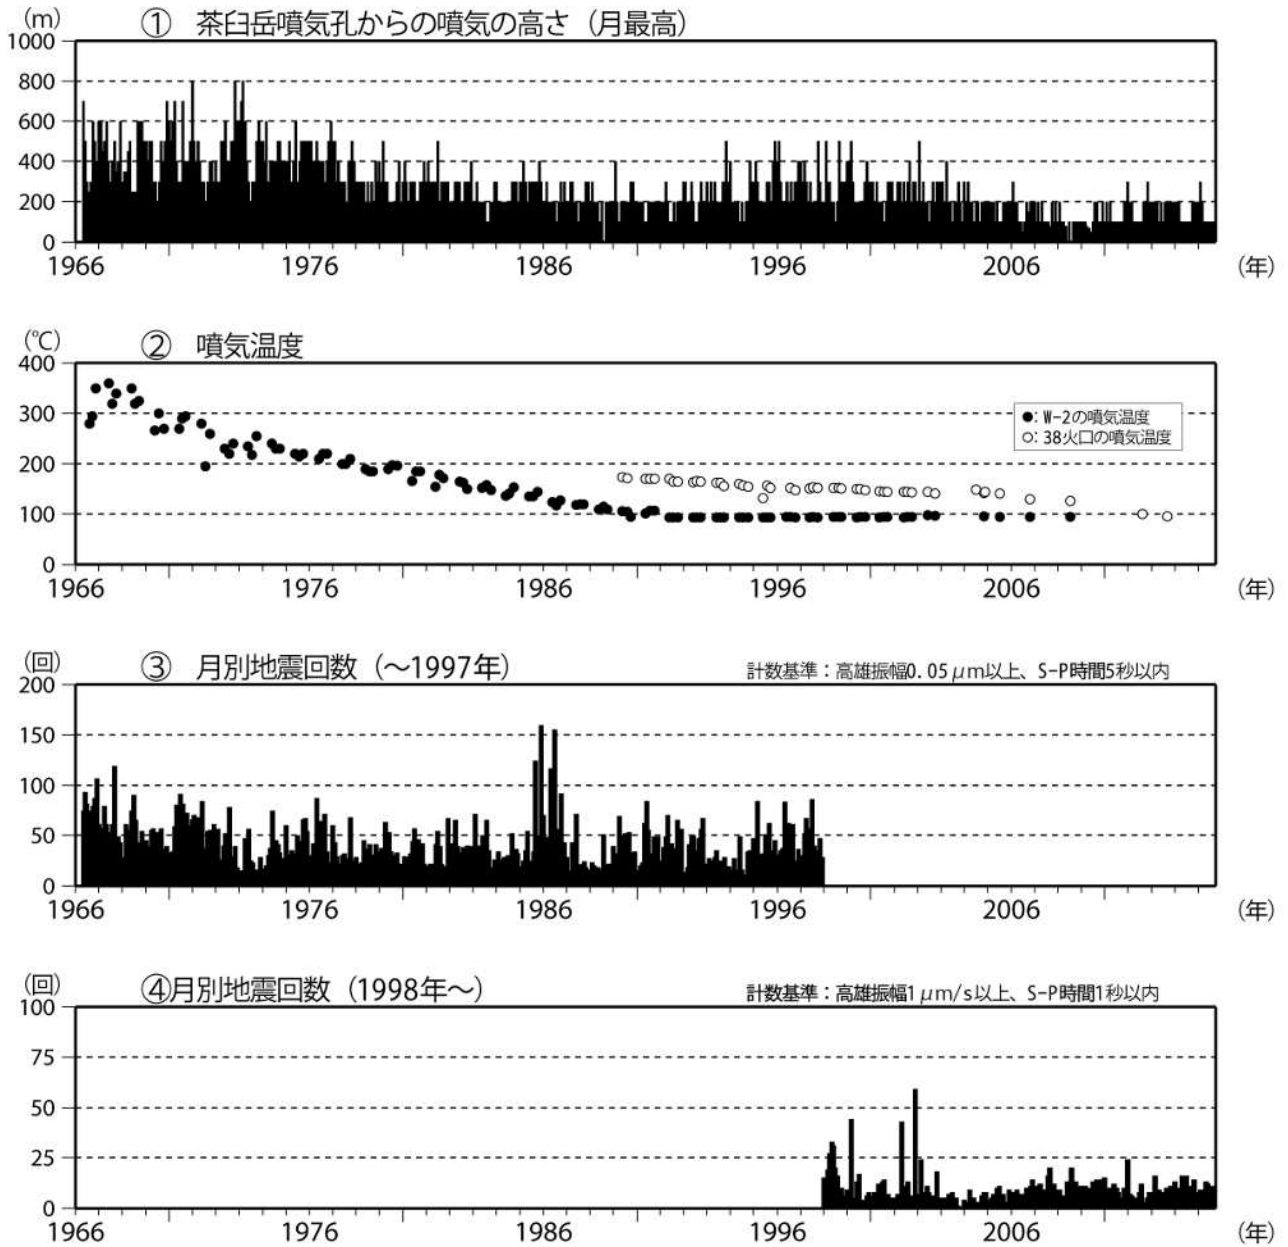 (m)
① 茶臼岳噴気孔からの噴気の高さ（月最高）
1000
800
600
400
200
0
1966 1976 1986 1996 2006 (年)
(℃)
② 噴気温度
400
300
200
100
0
●: W-2の噴気温度
○: 38火口の噴気温度
1966 1976 1986 1996 2006 (年)
(回)
③ 月別地震回数（～1997年）
計数基準：高雄振幅0.05μm以上、S-P時間5秒以内
200
150
100
50
0
1966 1976 1986 1996 2006 (年)
(回)
④月別地震回数（1998年～）
計数基準：高雄振幅1μm/s以上、S-P時間1秒以内
100
75
50
25
0
1966 1976 1986 1996 2006 (年)